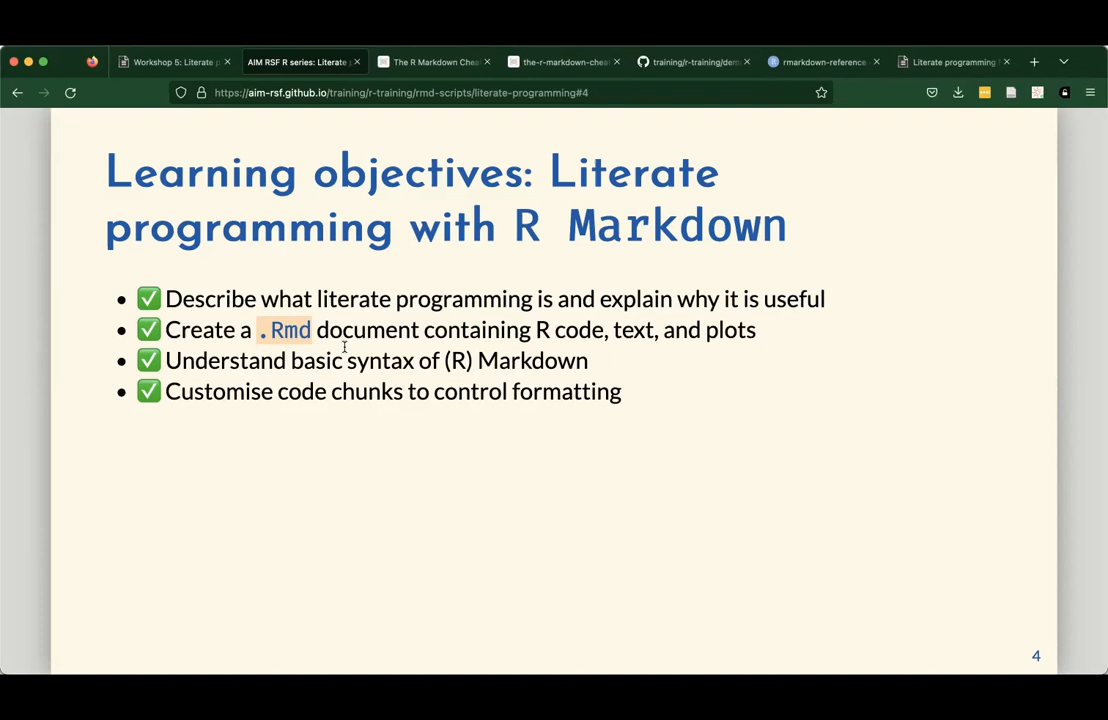 Workshop 5: Literate p
AIM RSF R series: Literate p
The R Markdown Chea
the-r-markdown-cheat
training/r-training/dem
rmarkdown-reference
Literate programming
https://aim-rsf.github.io/training/r-training/rmd-scripts/literate-programming#4
Learning objectives: Literate
programming with R Markdown
• ✅ Describe what literate programming is and explain why it is useful
• ✅ Create a .Rmd document containing R code, text, and plots
• ✅ Understand basic syntax of (R) Markdown
• ✅ Customise code chunks to control formatting
4